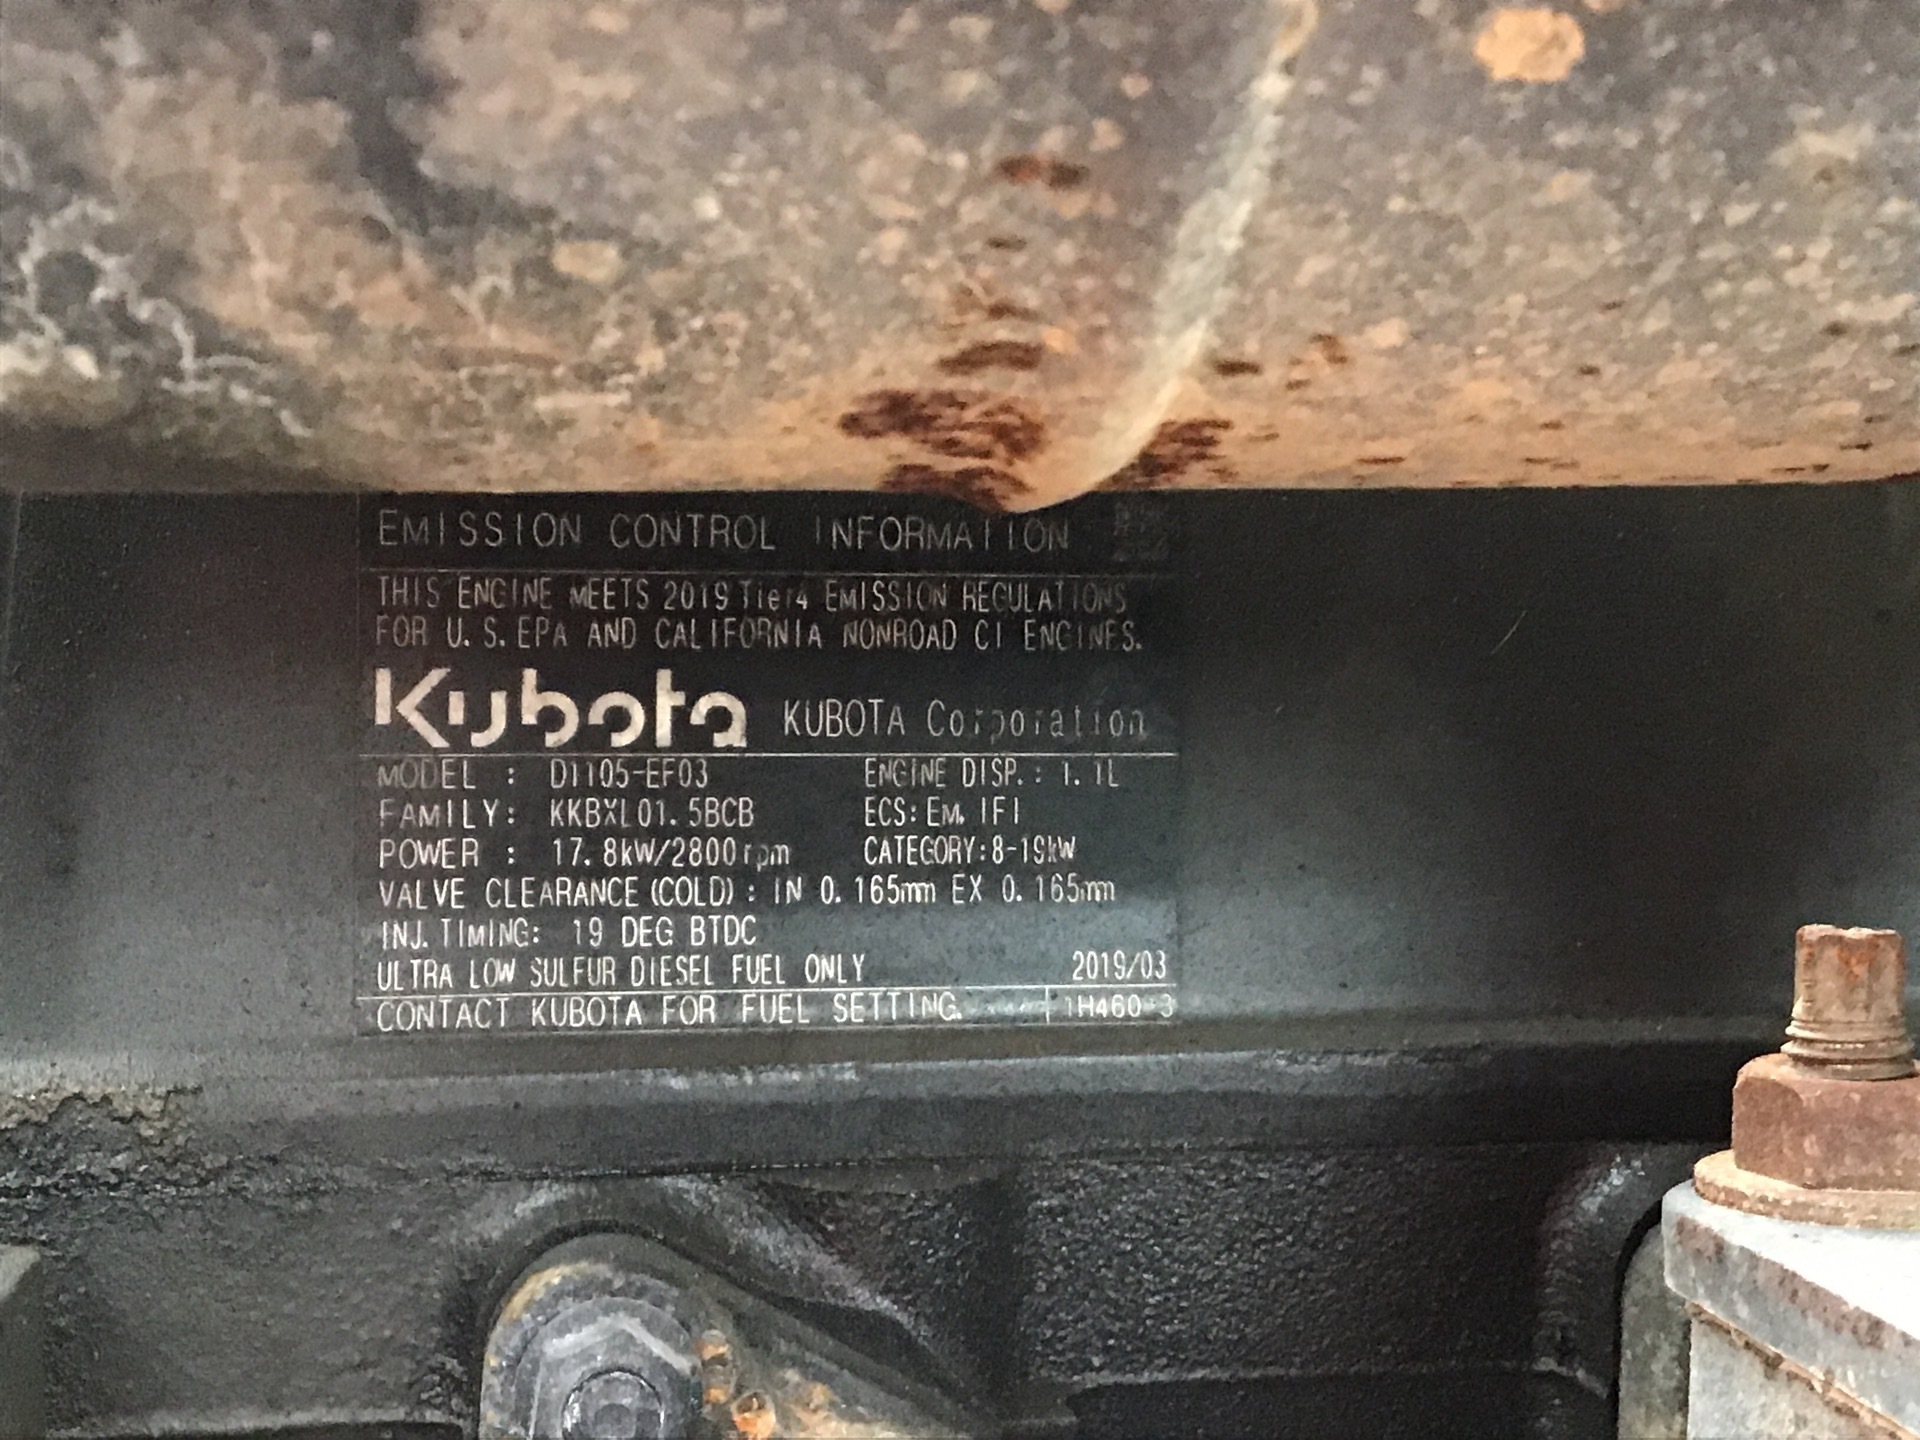 EMISSION CONTROL INFORMATION
THIS ENGINE MEETS 2019 Tier4 EMISSION REGULATIONS
FOR U.S. EPA AND CALIFORNIA NONROAD CI ENGINES.
Kubota KUBOTA Corporation
MODEL : D1105-EF03 ENGINE DISP. : 1.1L
FAMILY : KKBXL01.5BCB ECS: EM, IFI
POWER : 17.8kW/2800rpm CATEGORY:8-19kW
VALVE CLEARANCE (COLD) : IN 0.165mm EX 0.165mm
INJ. TIMING: 19 DEG BTDC
ULTRA LOW SULFUR DIESEL FUEL ONLY 2019/03
CONTACT KUBOTA FOR FUEL SETTING.